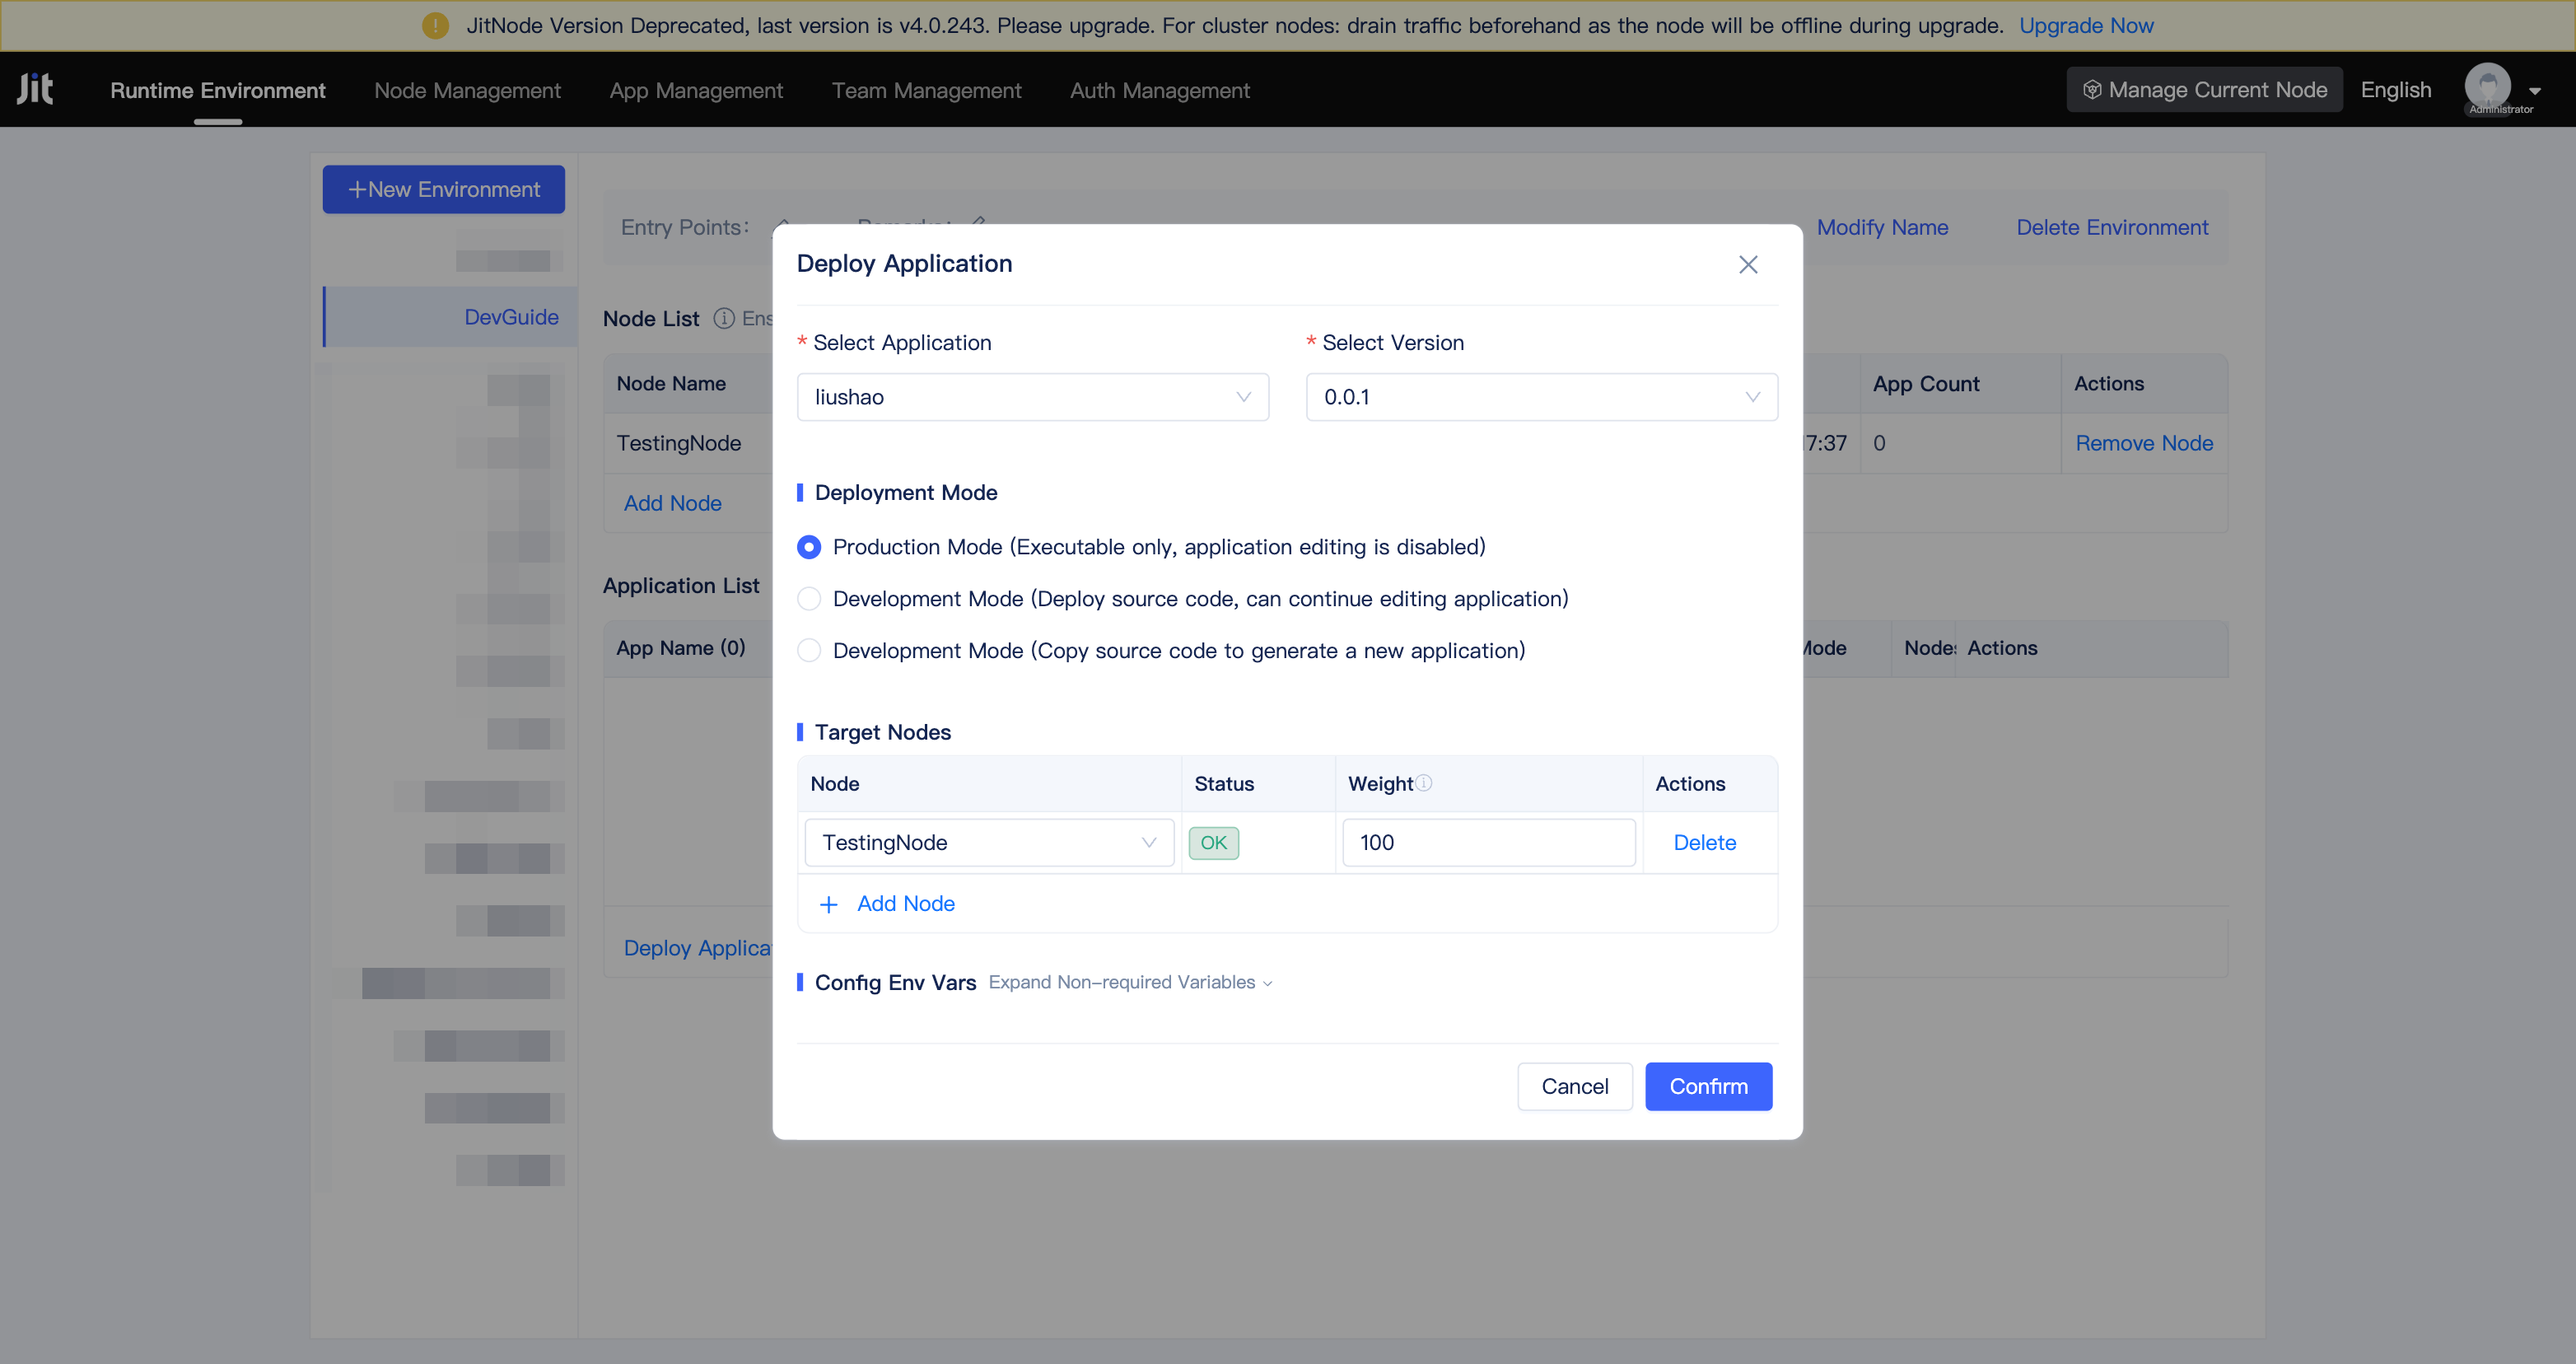 JitNode Version Deprecated, last version is v4.0.243. Please upgrade. For cluster nodes: drain traffic beforehand as the node will be offline during upgrade. Upgrade Now
Jit Runtime Environment Node Management App Management Team Management Auth Management Manage Current Node English Administrator
New Environment
Entry Points: Modify Name Delete Environment
DevGuide
Node List Ens
Node Name App Count Actions
TestingNode 17:37 0 Remove Node
Add Node
Application List
App Name (0) Mode Nodes Actions
Deploy Applicat
Deploy Application
* Select Application * Select Version
liushao 0.0.1
Deployment Mode
Production Mode (Executable only, application editing is disabled)
Development Mode (Deploy source code, can continue editing application)
Development Mode (Copy source code to generate a new application)
Target Nodes
Node Status Weight Actions
TestingNode OK 100 Delete
+ Add Node
Config Env Vars Expand Non-required Variables
Cancel Confirm